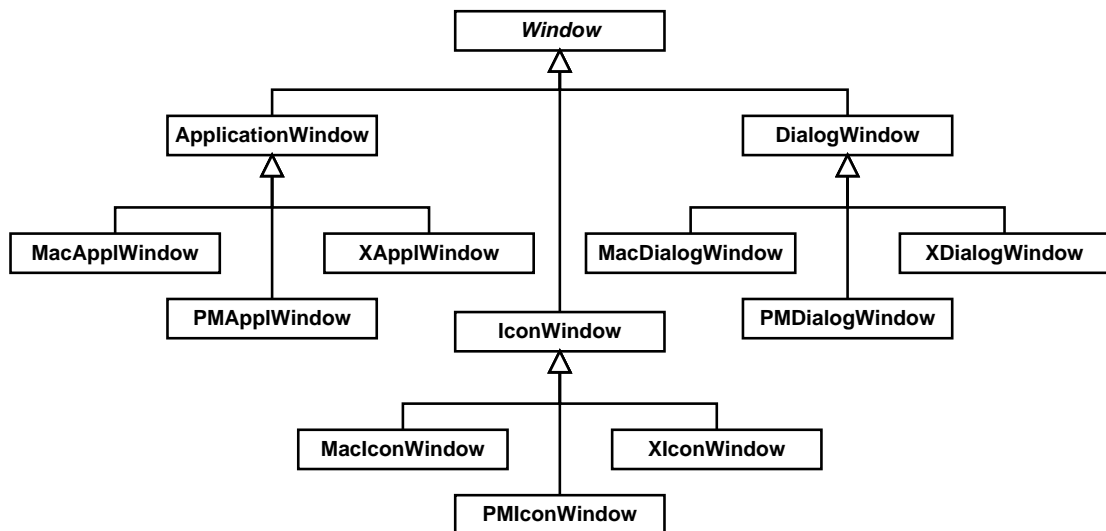 Window
ApplicationWindow
DialogWindow
MacApplWindow
XApplWindow
MacDialogWindow
XDialogWindow
PMApplWindow
IconWindow
PMDialogWindow
MacIconWindow
XIconWindow
PMIconWindow